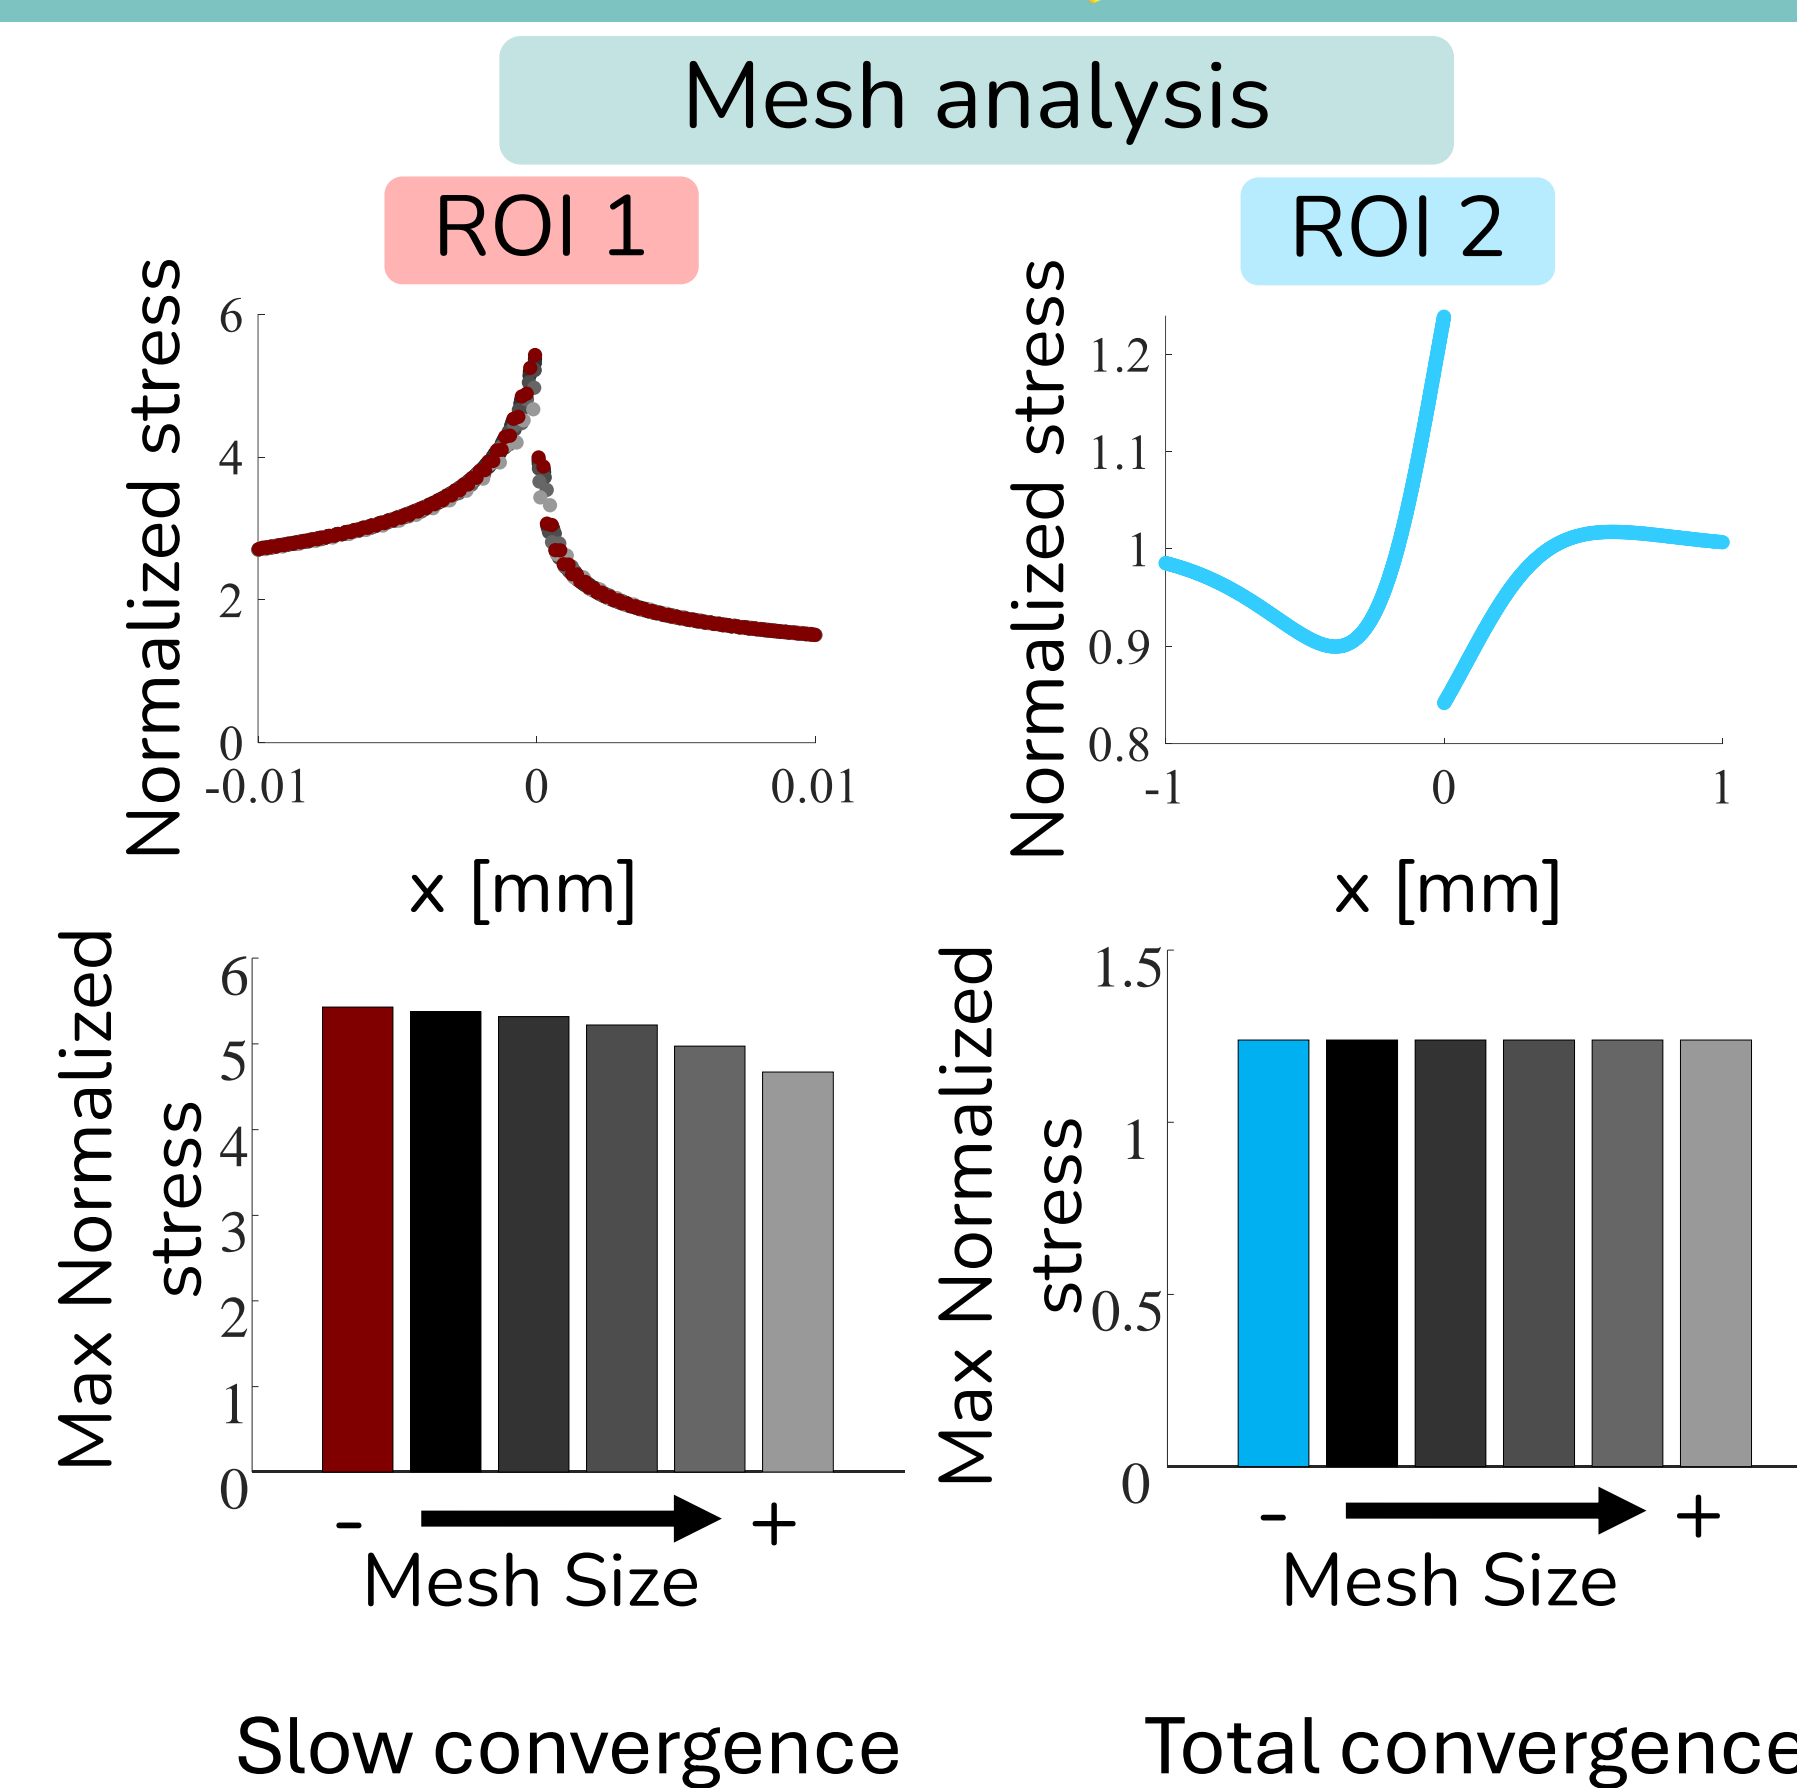 Mesh analysis
ROI 1
Normalized stress
6
4
2
0
-0.01 0 0.01
x [mm]
ROI 2
Normalized stress
1.2
1.1
1
0.9
0.8
-1 0 1
x [mm]
Max Normalized
stress
6
5
4
3
2
1
0
- +
Mesh Size
Slow convergence
Max Normalized
stress
1.5
1
0.5
0
- +
Mesh Size
Total convergence